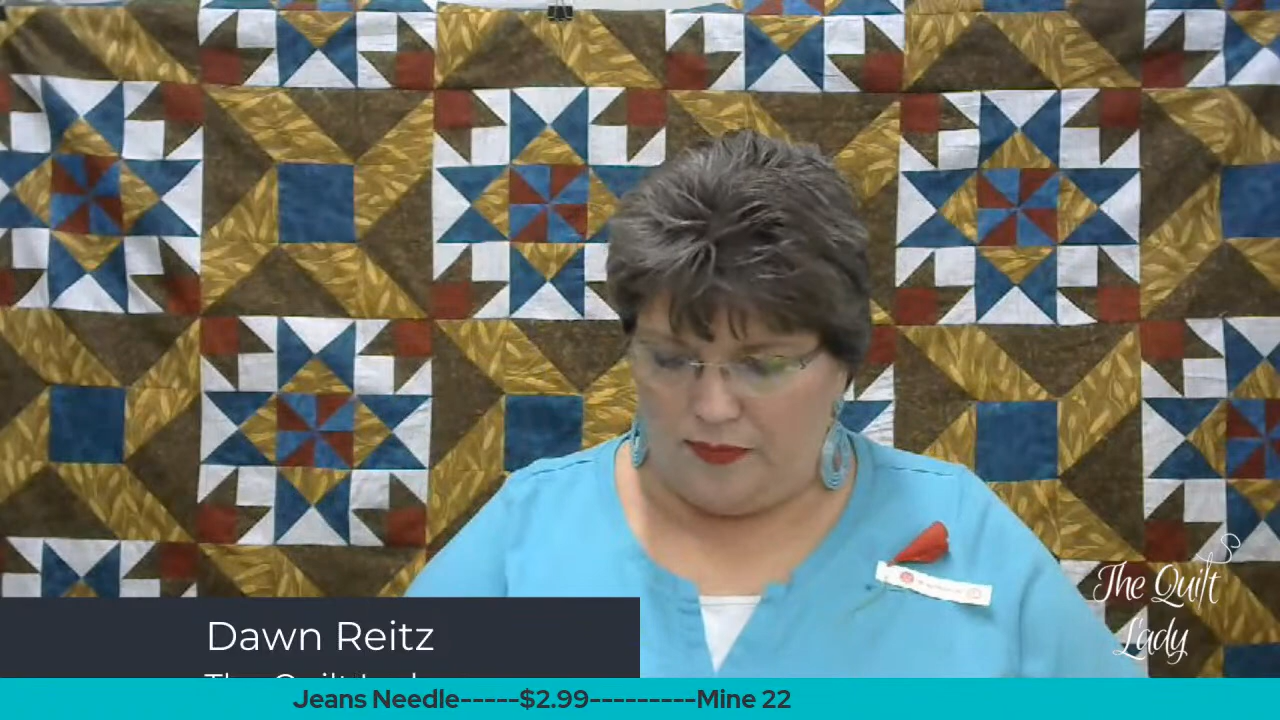 The Quilt
Lady
Dawn Reitz
Jeans Needle-----$2.99---------Mine 22